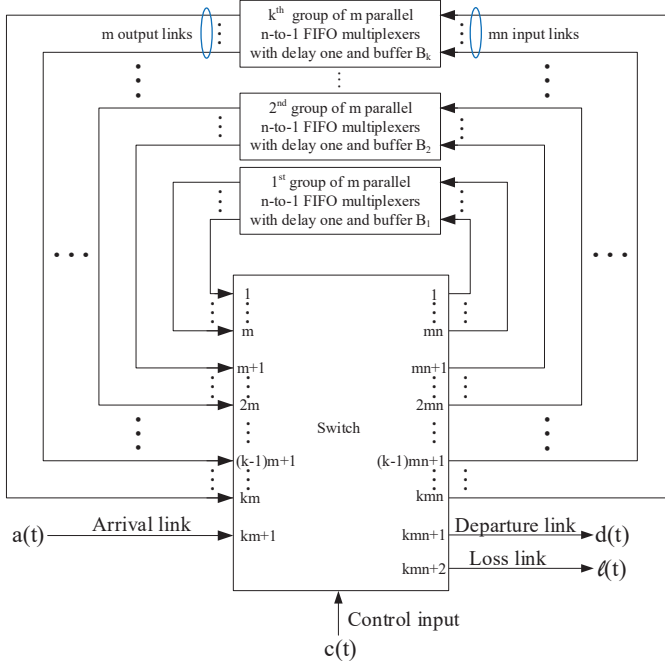 kth group of m parallel
n-to-1 FIFO multiplexers
with delay one and buffer Bk
m output links
mn input links
2nd group of m parallel
n-to-1 FIFO multiplexers
with delay one and buffer B2
1st group of m parallel
n-to-1 FIFO multiplexers
with delay one and buffer B1
1
1
m
mn
m+1
mn+1
2m
2mn
Switch
(k-1)m+1
(k-1)mn+1
km
kmn
a(t)
Arrival link
km+1
kmn+1
Departure link
d(t)
kmn+2
Loss link
ℓ(t)
Control input
c(t)